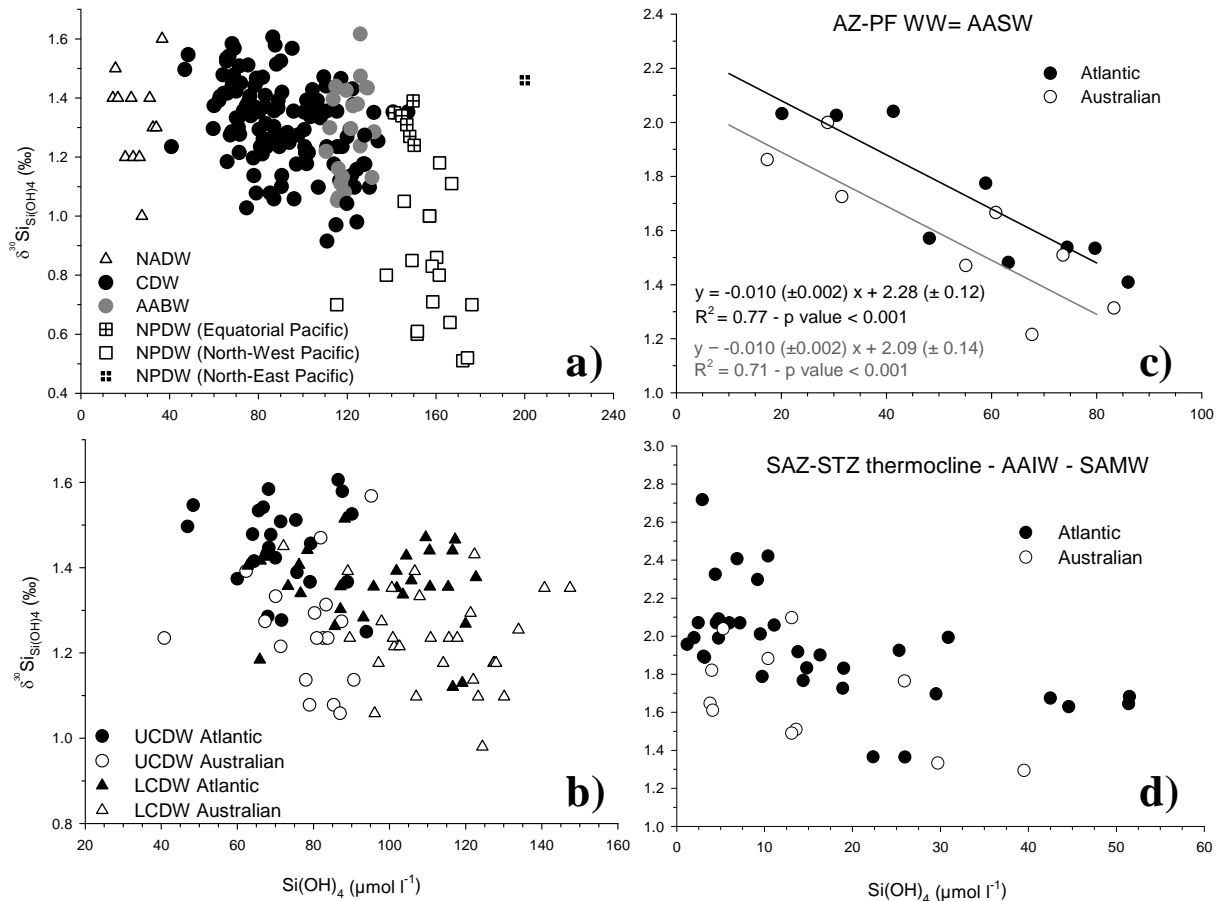 a)
1.6
1.4
1.2
1.0
0.8
0.6
0.4
0 40 80 120 160 200 240
δ30SiSi(OH)4 (‰)
NADW
CDW
AABW
NPDW (Equatorial Pacific)
NPDW (North-West Pacific)
NPDW (North-East Pacific)
c)
AZ-PF WW= AASW
Atlantic
Australian
2.4
2.2
2.0
1.8
1.6
1.4
1.2
1.0
0 20 40 60 80 100
y = -0.010 (±0.002) x + 2.28 (± 0.12)
R2 = 0.77 - p value < 0.001
y = -0.010 (±0.002) x + 2.09 (± 0.14)
R2 = 0.71 - p value < 0.001
b)
1.6
1.4
1.2
1.0
0.8
20 40 60 80 100 120 140 160
δ30SiSi(OH)4 (‰)
UCDW Atlantic
UCDW Australian
LCDW Atlantic
LCDW Australian
Si(OH)4 (µmol l-1)
d)
SAZ-STZ thermocline - AAIW - SAMW
Atlantic
Australian
3.0
2.8
2.6
2.4
2.2
2.0
1.8
1.6
1.4
1.2
1.0
0 10 20 30 40 50 60
Si(OH)4 (µmol l-1)